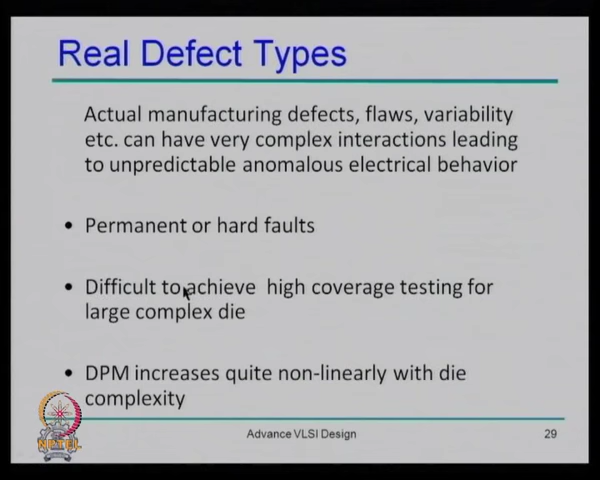 Real Defect Types
Actual manufacturing defects, flaws, variability
etc. can have very complex interactions leading
to unpredictable anomalous electrical behavior
• Permanent or hard faults
• Difficult to achieve high coverage testing for
large complex die
• DPM increases quite non-linearly with die
complexity
NPTEL
Advance VLSI Design
29